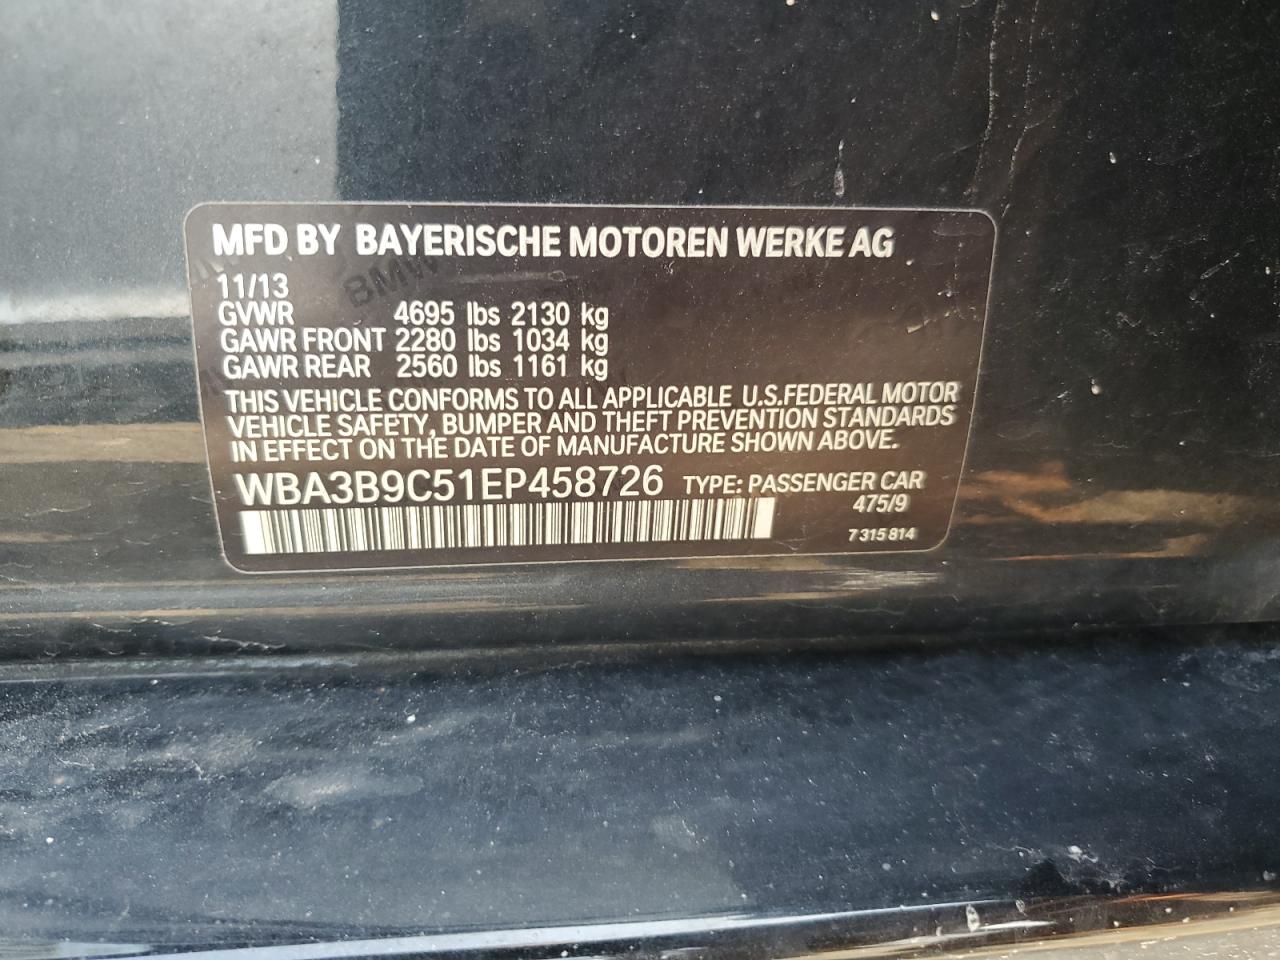 MFD BY BAYERISCHE MOTOREN WERKE AG
11/13
GVWR 4695 lbs 2130 kg
GAWR FRONT 2280 lbs 1034 kg
GAWR REAR 2560 lbs 1161 kg
THIS VEHICLE CONFORMS TO ALL APPLICABLE U.S.FEDERAL MOTOR
VEHICLE SAFETY, BUMPER AND THEFT PREVENTION STANDARDS
IN EFFECT ON THE DATE OF MANUFACTURE SHOWN ABOVE.
WBA3B9C51EP458726 TYPE: PASSENGER CAR
475/9
7 315 814
BMW